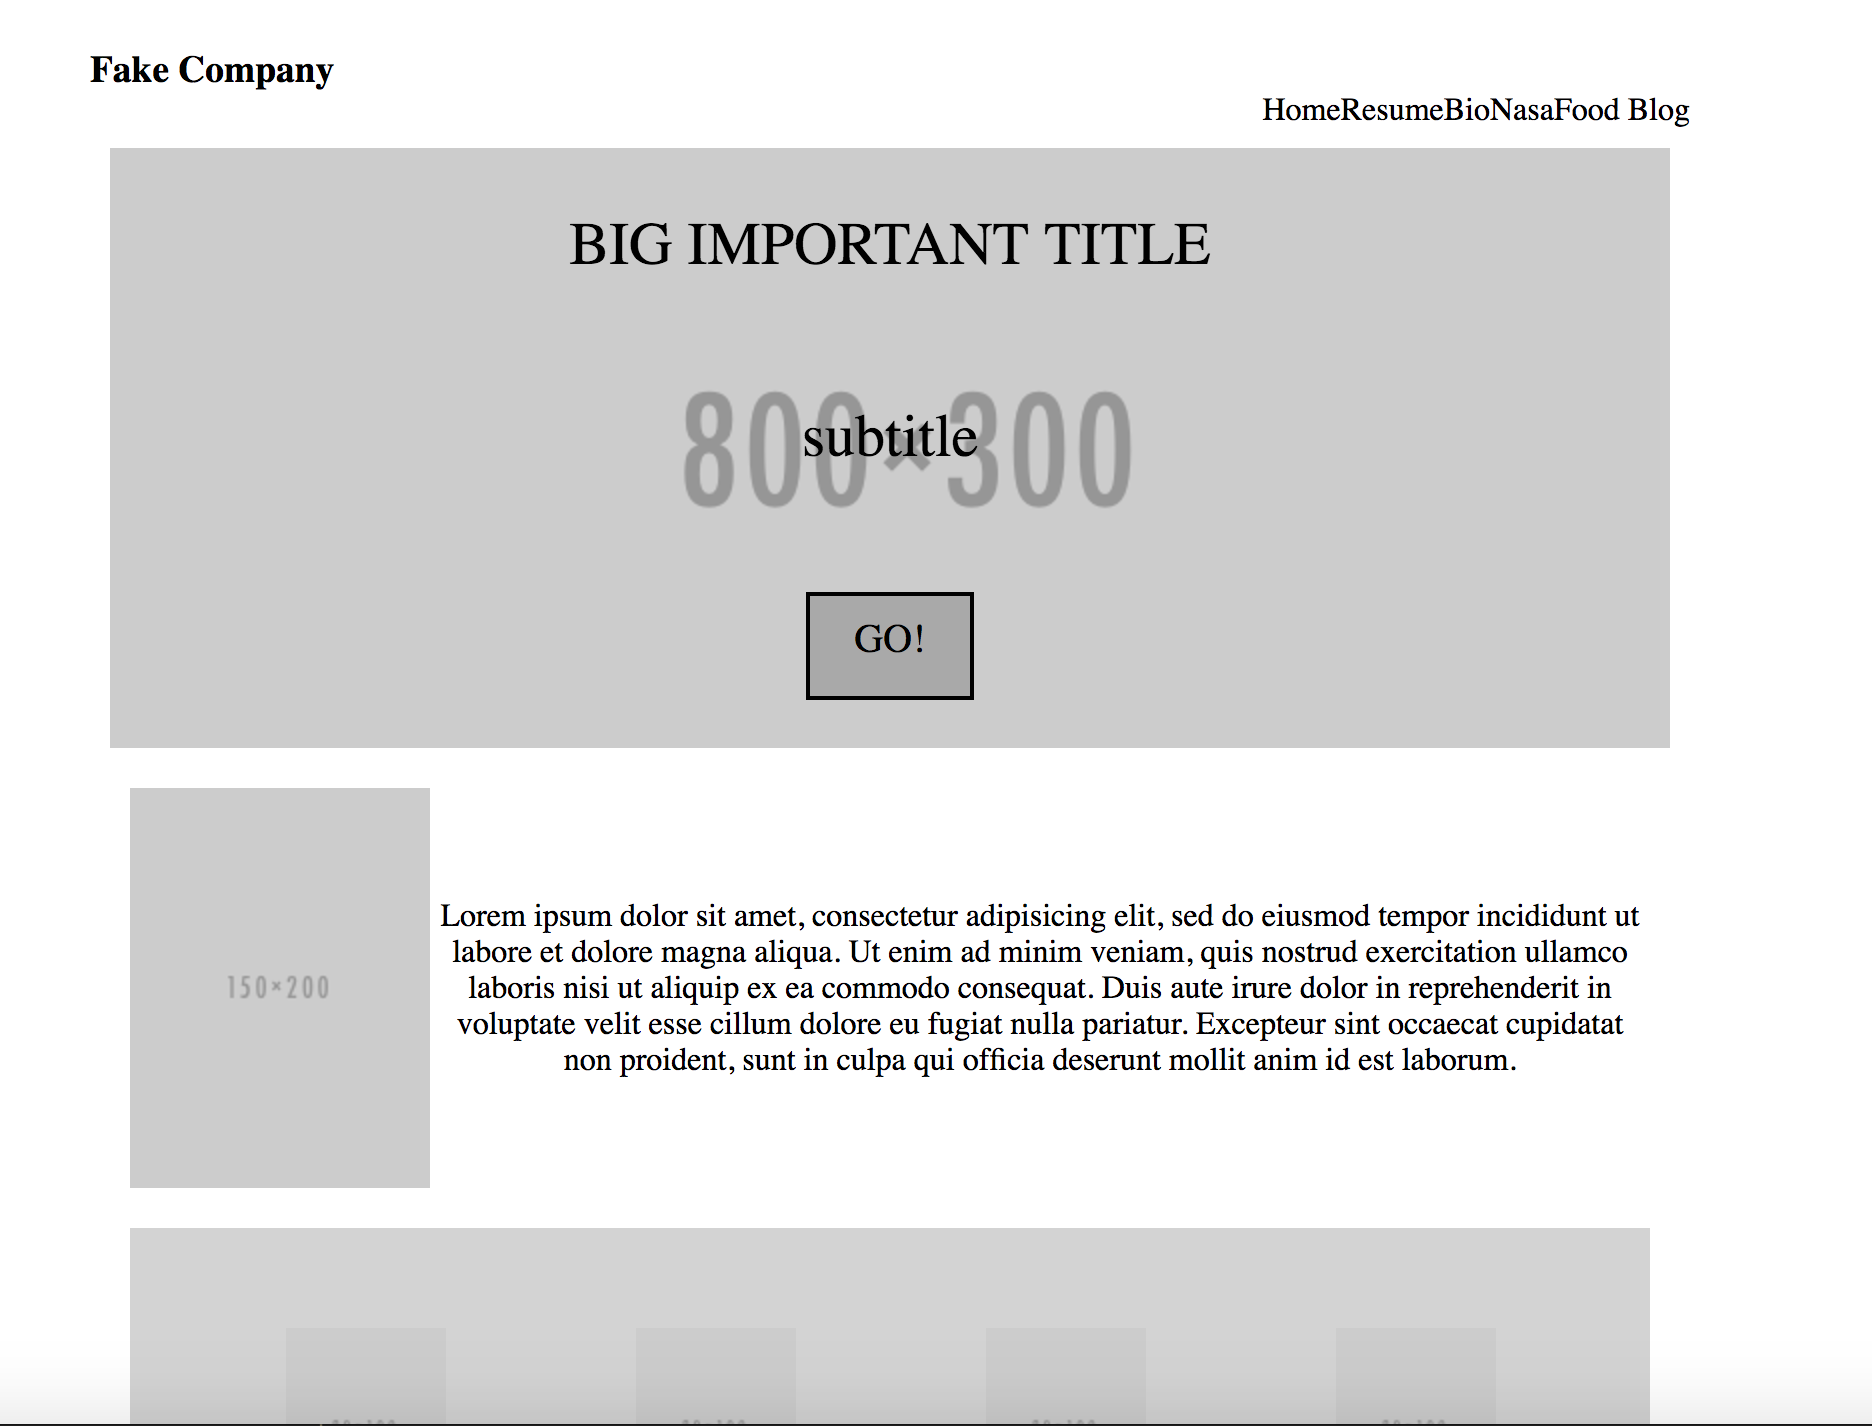 Fake Company
HomeResumeBioNasaFood Blog
BIG IMPORTANT TITLE
800×300
subtitle
GO!
150×200
Lorem ipsum dolor sit amet, consectetur adipisicing elit, sed do eiusmod tempor incididunt ut
labore et dolore magna aliqua. Ut enim ad minim veniam, quis nostrud exercitation ullamco
laboris nisi ut aliquip ex ea commodo consequat. Duis aute irure dolor in reprehenderit in
voluptate velit esse cillum dolore eu fugiat nulla pariatur. Excepteur sint occaecat cupidatat
non proident, sunt in culpa qui officia deserunt mollit anim id est laborum.